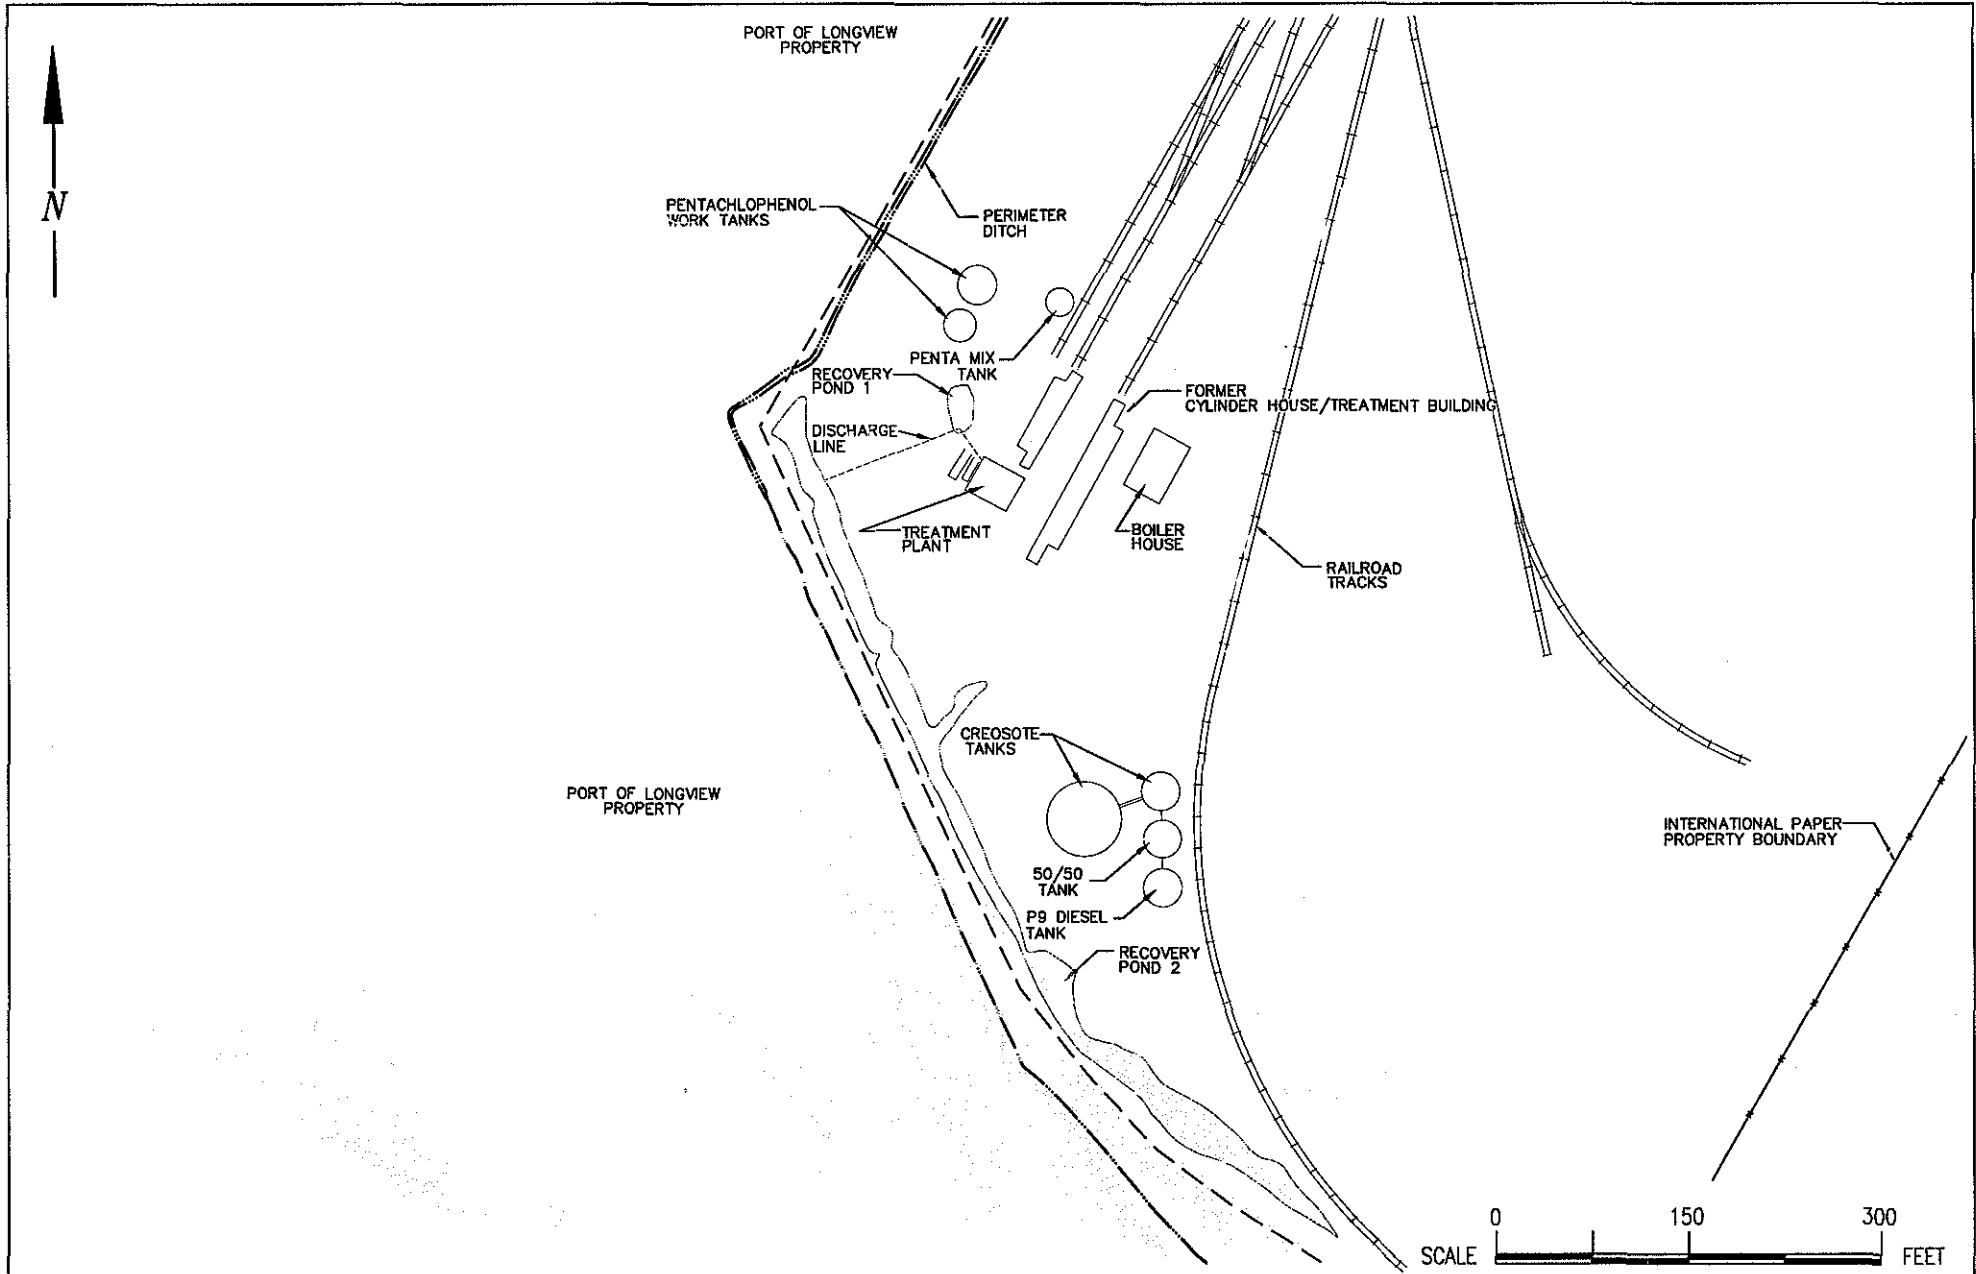 PORT OF LONGVIEW
PROPERTY
N
PENTACHLOPHENOL
WORK TANKS
PERIMETER
DITCH
PENTA MIX
TANK
RECOVERY
POND 1
FORMER
CYLINDER HOUSE/TREATMENT BUILDING
DISCHARGE
LINE
TREATMENT
PLANT
BOILER
HOUSE
RAILROAD
TRACKS
CREOSOTE
TANKS
PORT OF LONGVIEW
PROPERTY
INTERNATIONAL PAPER
PROPERTY BOUNDARY
50/50
TANK
P9 DIESEL
TANK
RECOVERY
POND 2
0 150 300
SCALE FEET